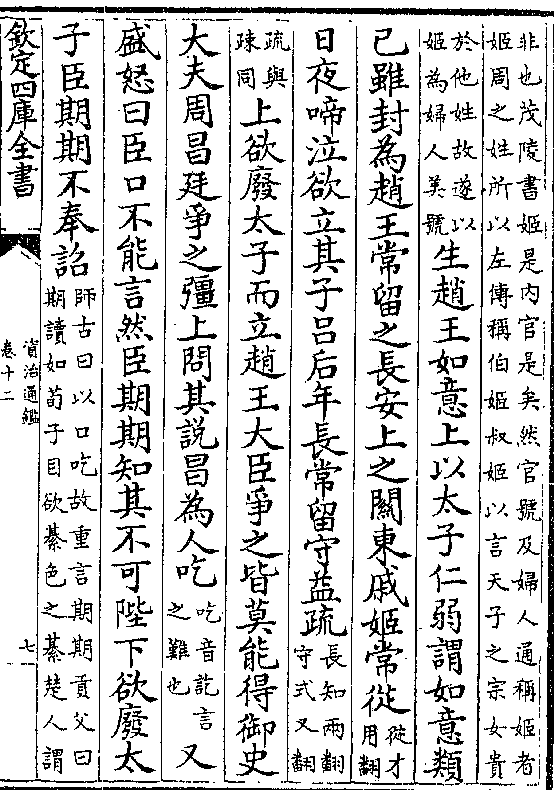 非也茂陵書姬是内官是矣然官號及婦人通稱姬者
姬周之姓所以左傳稱伯姬叔姬以言天子之宗女貴
於他姓故遂以
姬為婦人美號
生趙王如意上以太子仁弱謂如意類
已雖封為趙王常留之長安上之關東戚姬常從
從才
用翻
日夜啼泣欲立其子呂后年長常留守益疏
長知兩翻
守式又翻
疏與
疎同
上欲廢太子而立趙王大臣爭之皆莫能得御史
大夫周昌廷爭之彊上問其説昌為人吃
吃音訖言
之難也
又
盛怒曰臣口不能言然臣期期知其不可陛下欲廢太
子臣期期不奉詔
師古曰以口吃故重言期期貢父曰
期讀如荀子目欲綦色之綦楚人謂
欽定四庫全書
資治通鑑
卷十二
七